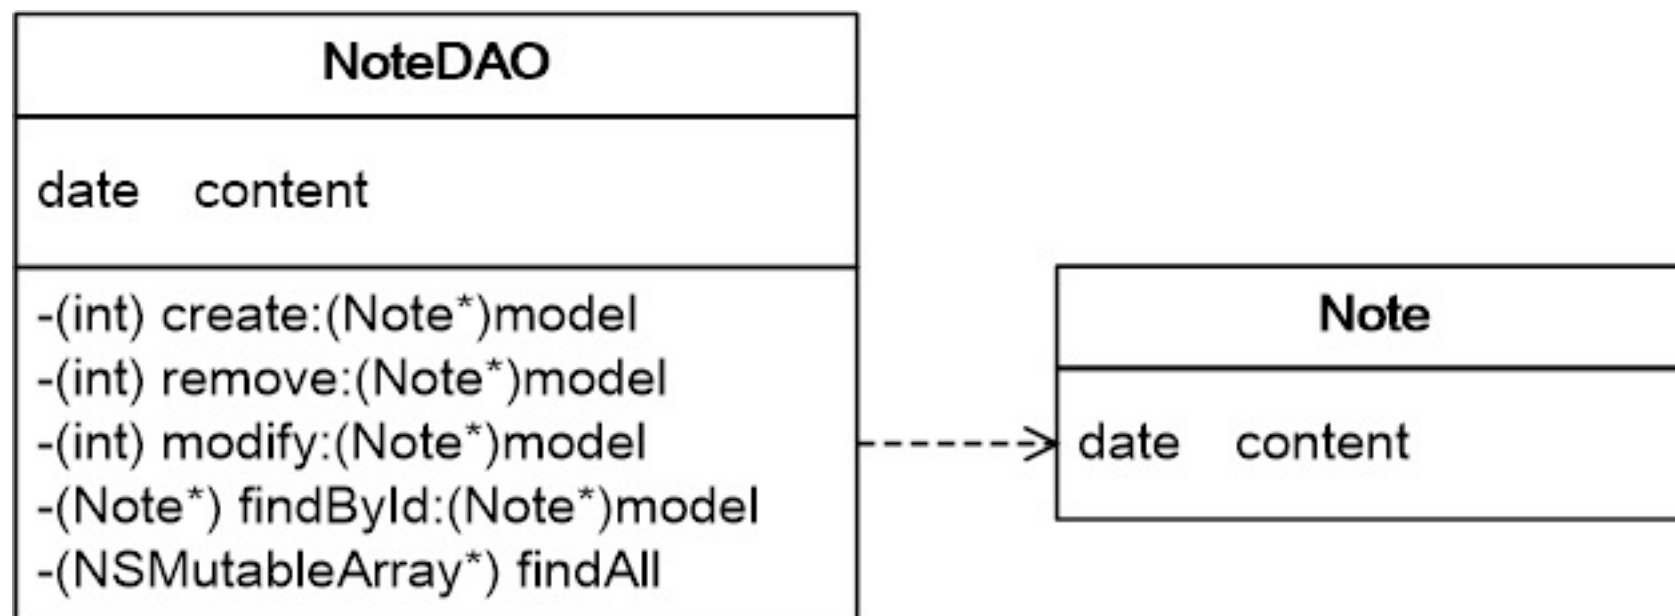 NoteDAO
date content
-(int) create:(Note*)model
-(int) remove:(Note*)model
-(int) modify:(Note*)model
-(Note*) findById:(Note*)model
-(NSMutableArray*) findAll
Note
date content